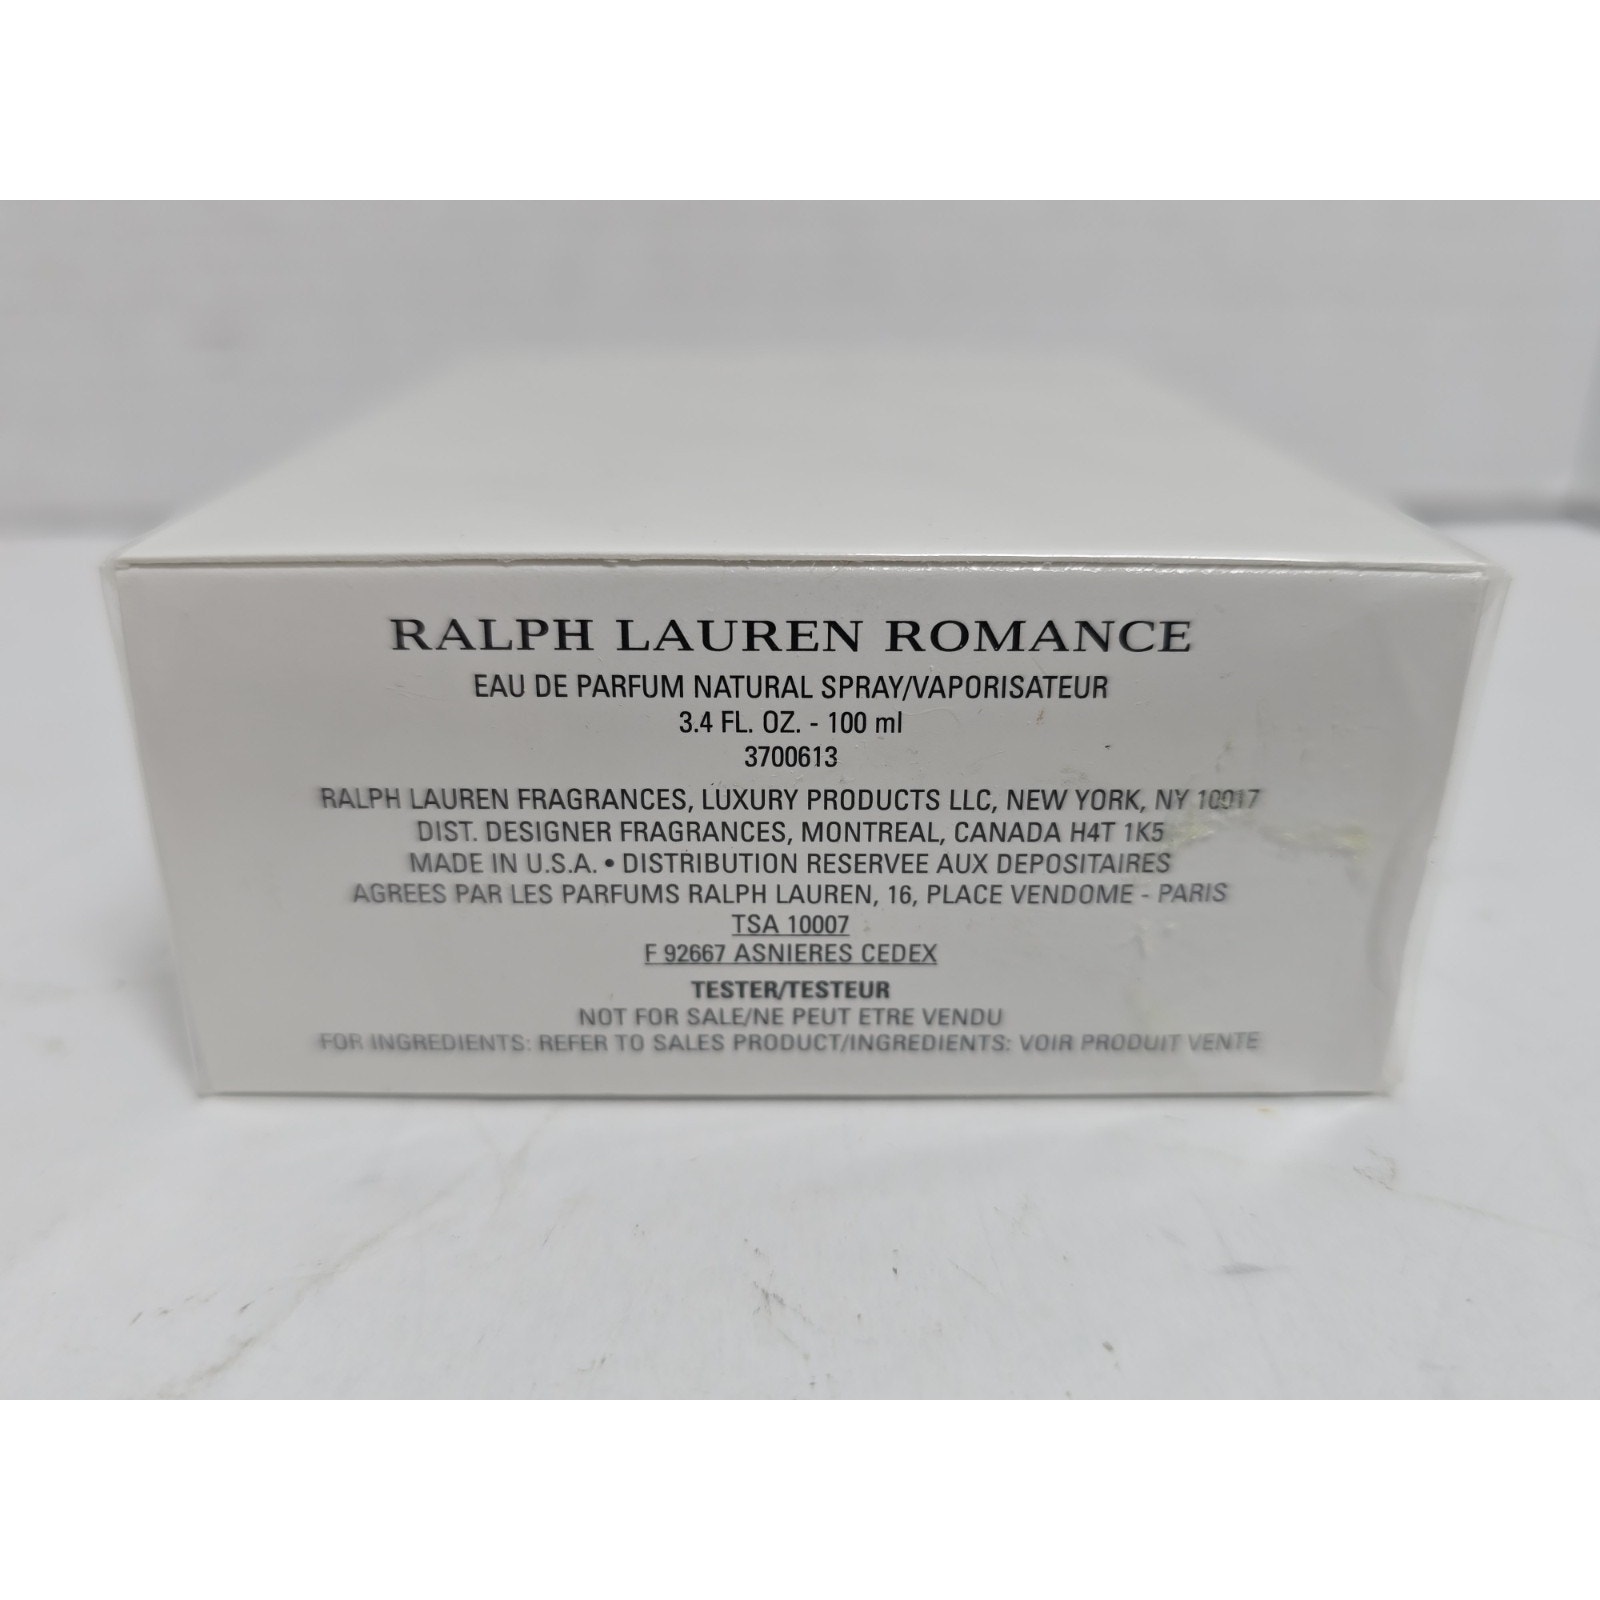 RALPH LAUREN ROMANCE
EAU DE PARFUM NATURAL SPRAY/VAPORISATEUR
3.4 FL. OZ. - 100 ml
3700613
RALPH LAUREN FRAGRANCES, LUXURY PRODUCTS LLC, NEW YORK, NY 10017
DIST. DESIGNER FRAGRANCES, MONTREAL, CANADA H4T 1K5
MADE IN U.S.A. • DISTRIBUTION RESERVEE AUX DEPOSITAIRES
AGREES PAR LES PARFUMS RALPH LAUREN, 16, PLACE VENDOME - PARIS
TSA 10007
F 92667 ASNIERES CEDEX
TESTER/TESTEUR
NOT FOR SALE/NE PEUT ETRE VENDU
FOR INGREDIENTS: REFER TO SALES PRODUCT/INGREDIENTS: VOIR PRODUIT VENTE